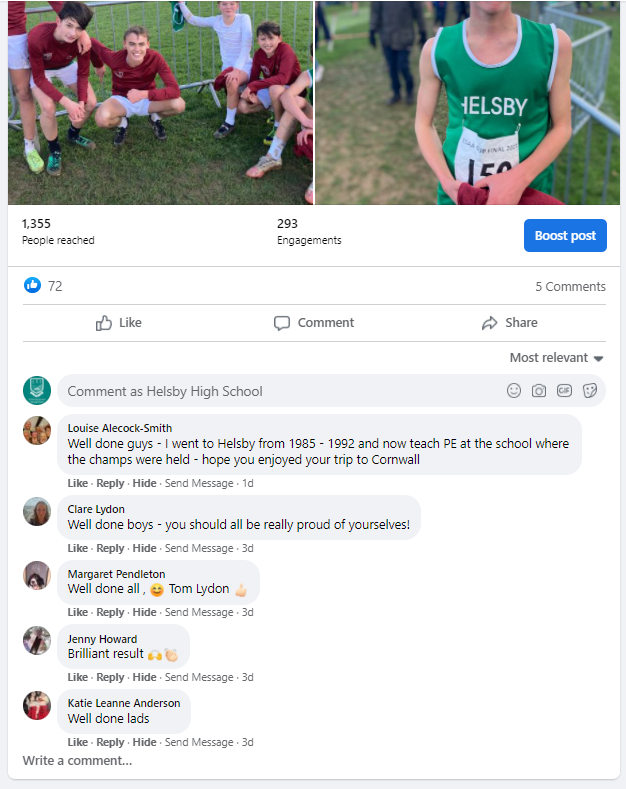 HELSBY
CUP FINAL 202
1,355
293
People reached
Engagements
Boost post
72
5 Comments
Like
Comment
Share
Most relevant
Comment as Helsby High School
GIF
Louise Alecock-Smith
Well done guys - I went to Helsby from 1985 - 1992 and now teach PE at the school where
the champs were held - hope you enjoyed your trip to Cornwall
Like · Reply · Hide · Send Message · 1d
Clare Lydon
Well done boys - you should all be really proud of yourselves!
Like · Reply · Hide · Send Message · 3d
Margaret Pendleton
Well done all , 😊 Tom Lydon 👍🏻
Like · Reply · Hide · Send Message · 3d
Jenny Howard
Brilliant result 🙌👏🏻
Like · Reply · Hide · Send Message · 3d
Katie Leanne Anderson
Well done lads
Like · Reply · Hide · Send Message · 3d
Write a comment...